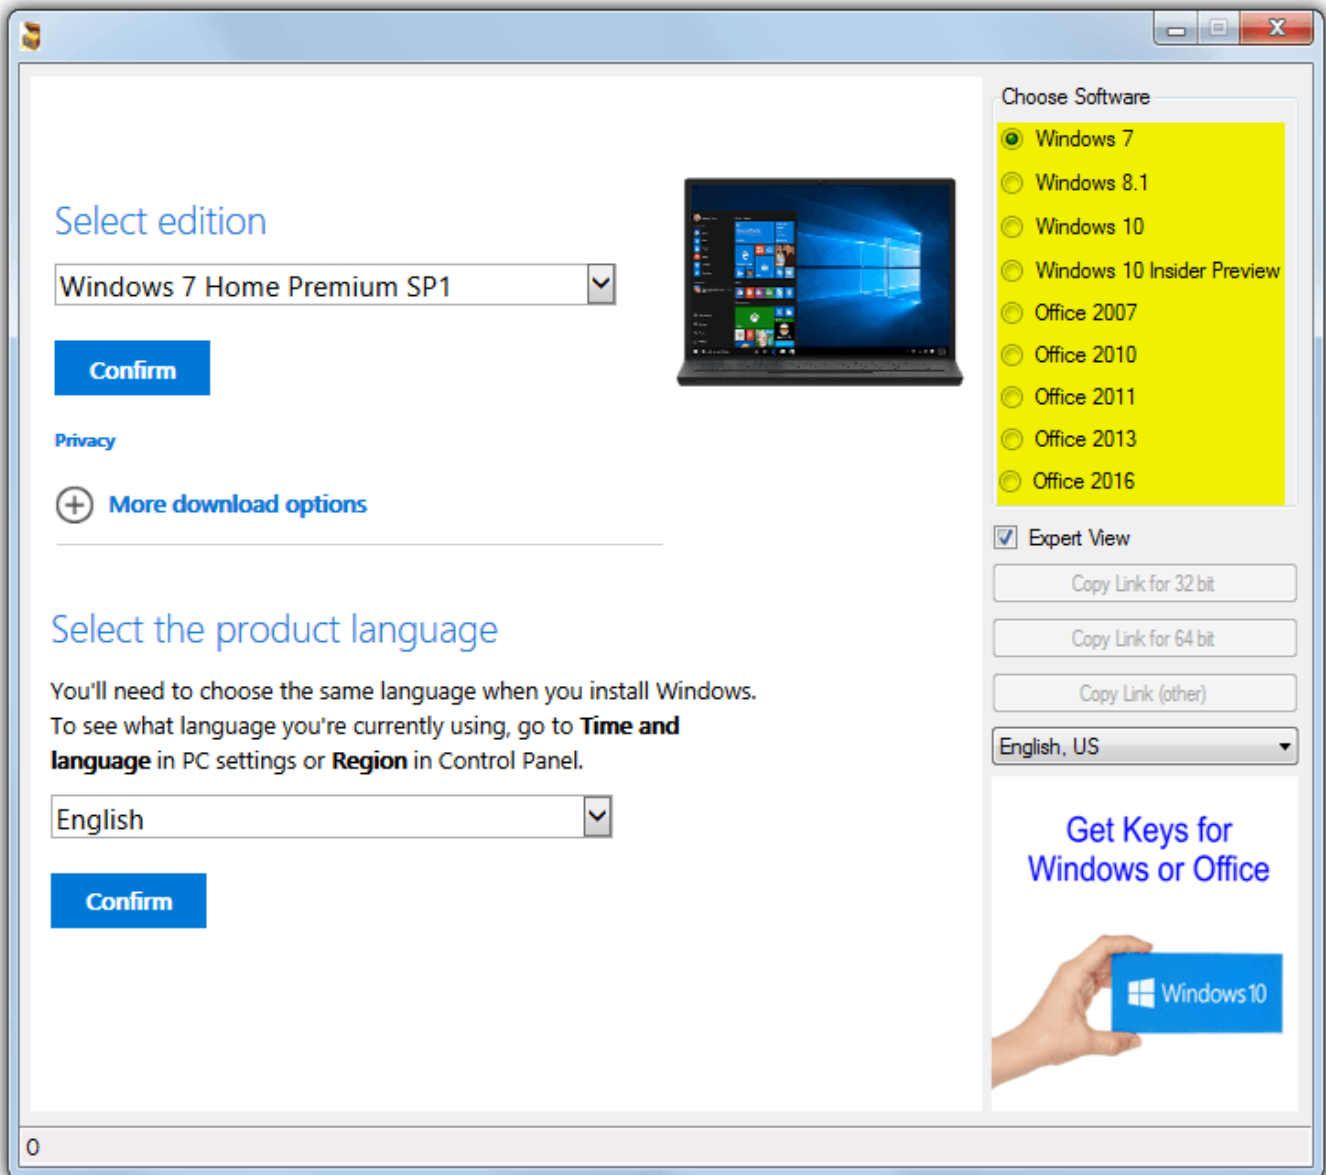 Select edition
Windows 7 Home Premium SP1
Confirm
Privacy
More download options
Select the product language
You'll need to choose the same language when you install Windows.
To see what language you're currently using, go to Time and
language in PC settings or Region in Control Panel.
English
Confirm
Choose Software
Windows 7
Windows 8.1
Windows 10
Windows 10 Insider Preview
Office 2007
Office 2010
Office 2011
Office 2013
Office 2016
Expert View
Copy Link for 32 bit
Copy Link for 64 bit
Copy Link (other)
English, US
Get Keys for
Windows or Office
Windows 10
0